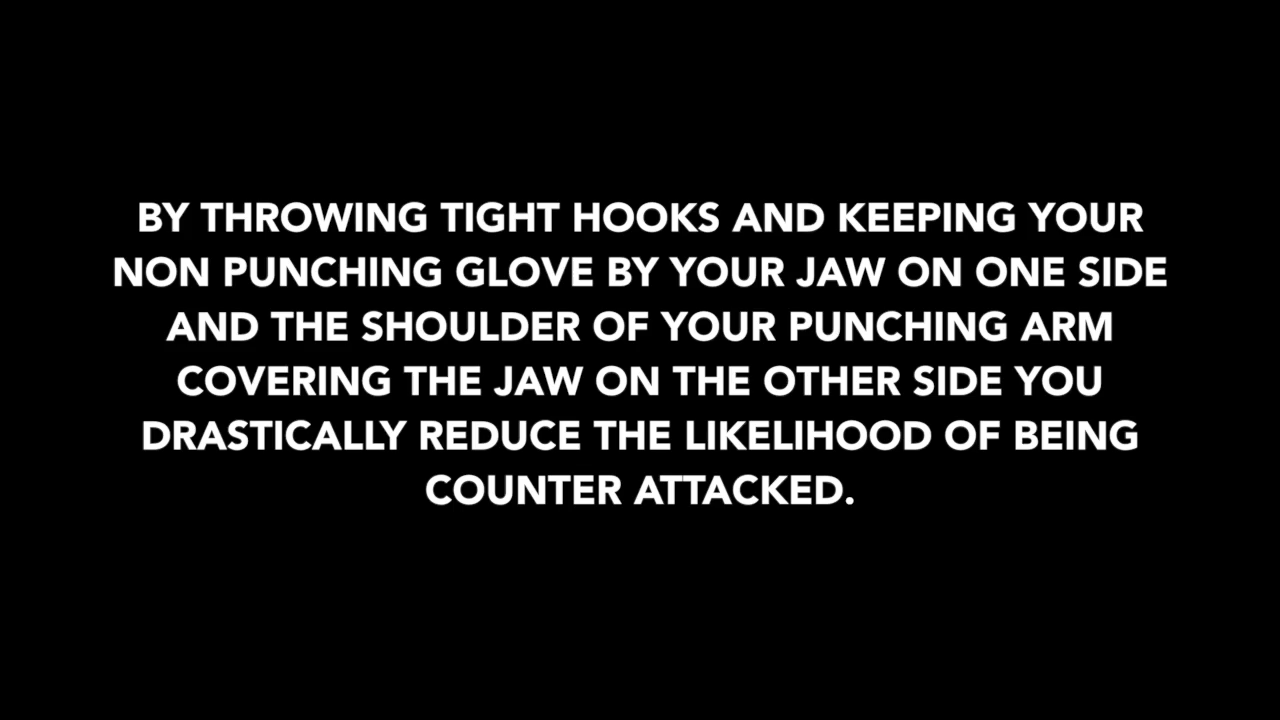 BY THROWING TIGHT HOOKS AND KEEPING YOUR
NON PUNCHING GLOVE BY YOUR JAW ON ONE SIDE
AND THE SHOULDER OF YOUR PUNCHING ARM
COVERING THE JAW ON THE OTHER SIDE YOU
DRASTICALLY REDUCE THE LIKELIHOOD OF BEING
COUNTER ATTACKED.